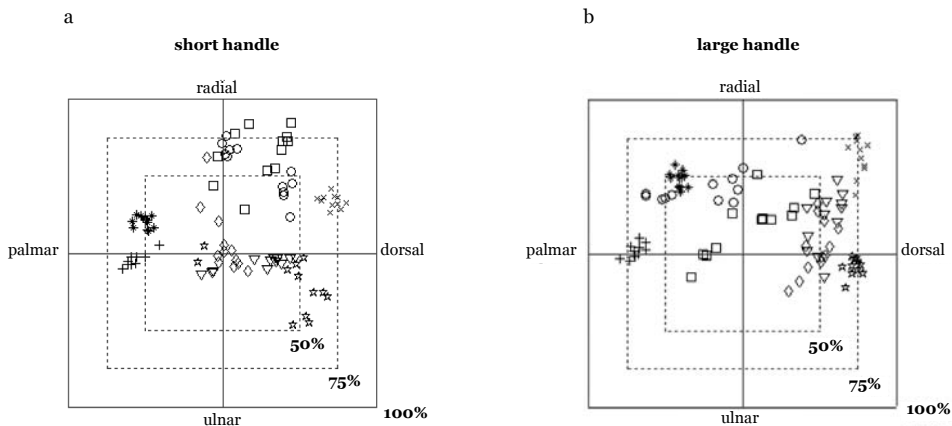 a
short handle
radial
palmar
dorsal
50%
75%
100%
ulnar
b
large handle
radial
palmar
dorsal
50%
75%
100%
ulnar